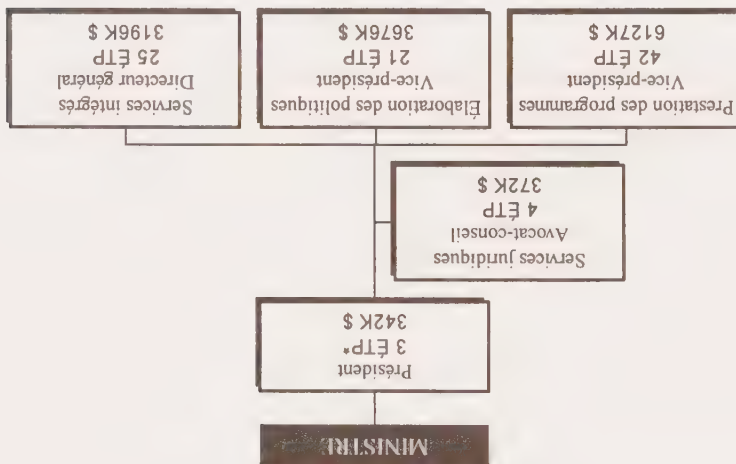 MINISTRE
Président
3 ÉTP*
342K $
Services juridiques
Avocat-conseil
4 ÉTP
372K $
Prestation des programmes
Vice-président
42 ÉTP
6127K $
Élaboration des politiques
Vice-président
21 ÉTP
3676K $
Services intégrés
Directeur général
25 ÉTP
3196K $